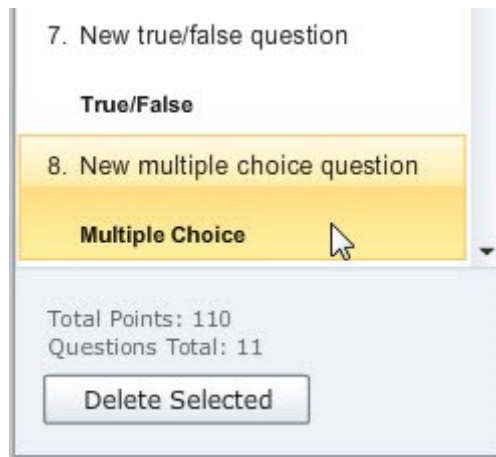 7. New true/false question
True/False
8. New multiple choice question
Multiple Choice
Total Points: 110
Questions Total: 11
Delete Selected